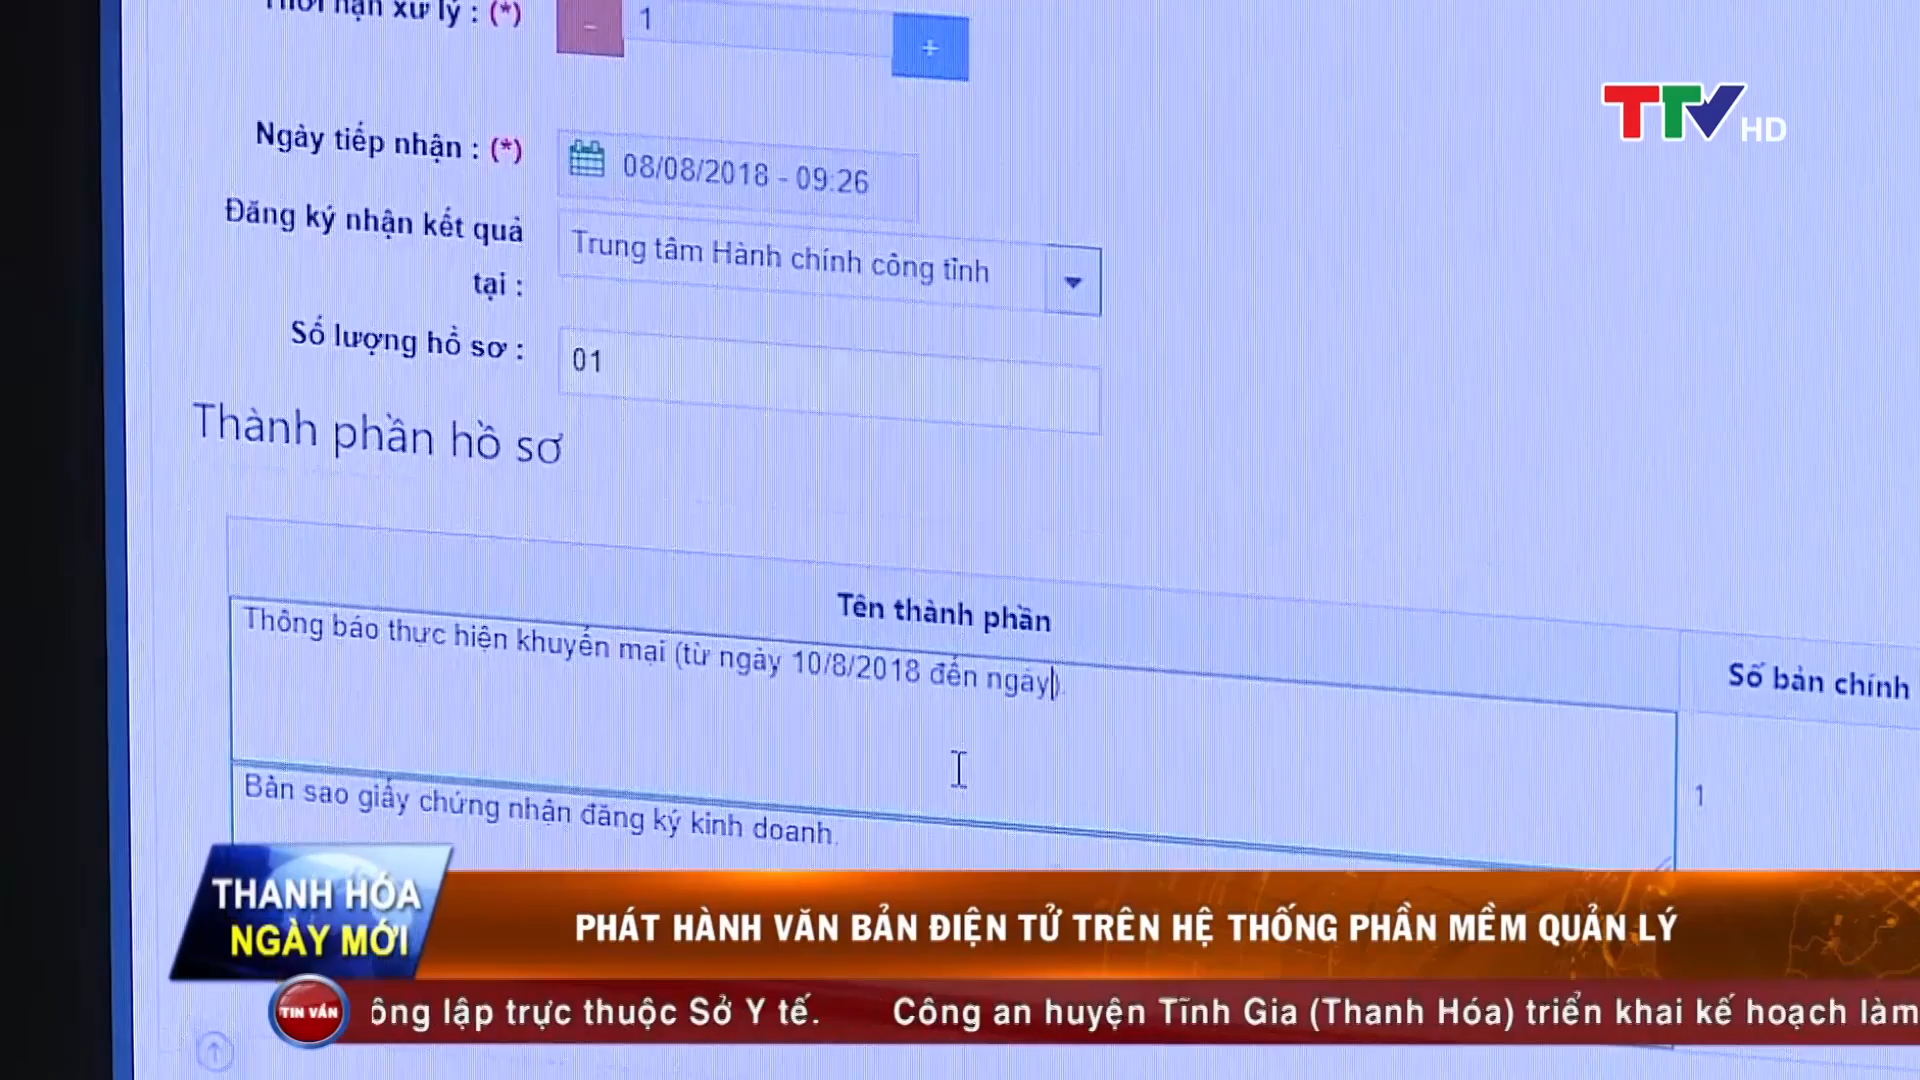 Thời hạn xử lý : (*)
- 1 +
TTV HD
Ngày tiếp nhận : (*)
08/08/2018 - 09:26
Đăng ký nhận kết quả
tại :
Trung tâm Hành chính công tỉnh
Số lượng hồ sơ :
01
Thành phần hồ sơ
Tên thành phần
Số bản chính
Thông báo thực hiện khuyến mại (từ ngày 10/8/2018 đến ngày).
1
Bản sao giấy chứng nhận đăng ký kinh doanh.
THANH HÓA
NGÀY MỚI
PHÁT HÀNH VĂN BẢN ĐIỆN TỬ TRÊN HỆ THỐNG PHẦN MỀM QUẢN LÝ
TIN VẮN
ông lập trực thuộc Sở Y tế. Công an huyện Tĩnh Gia (Thanh Hóa) triển khai kế hoạch làm